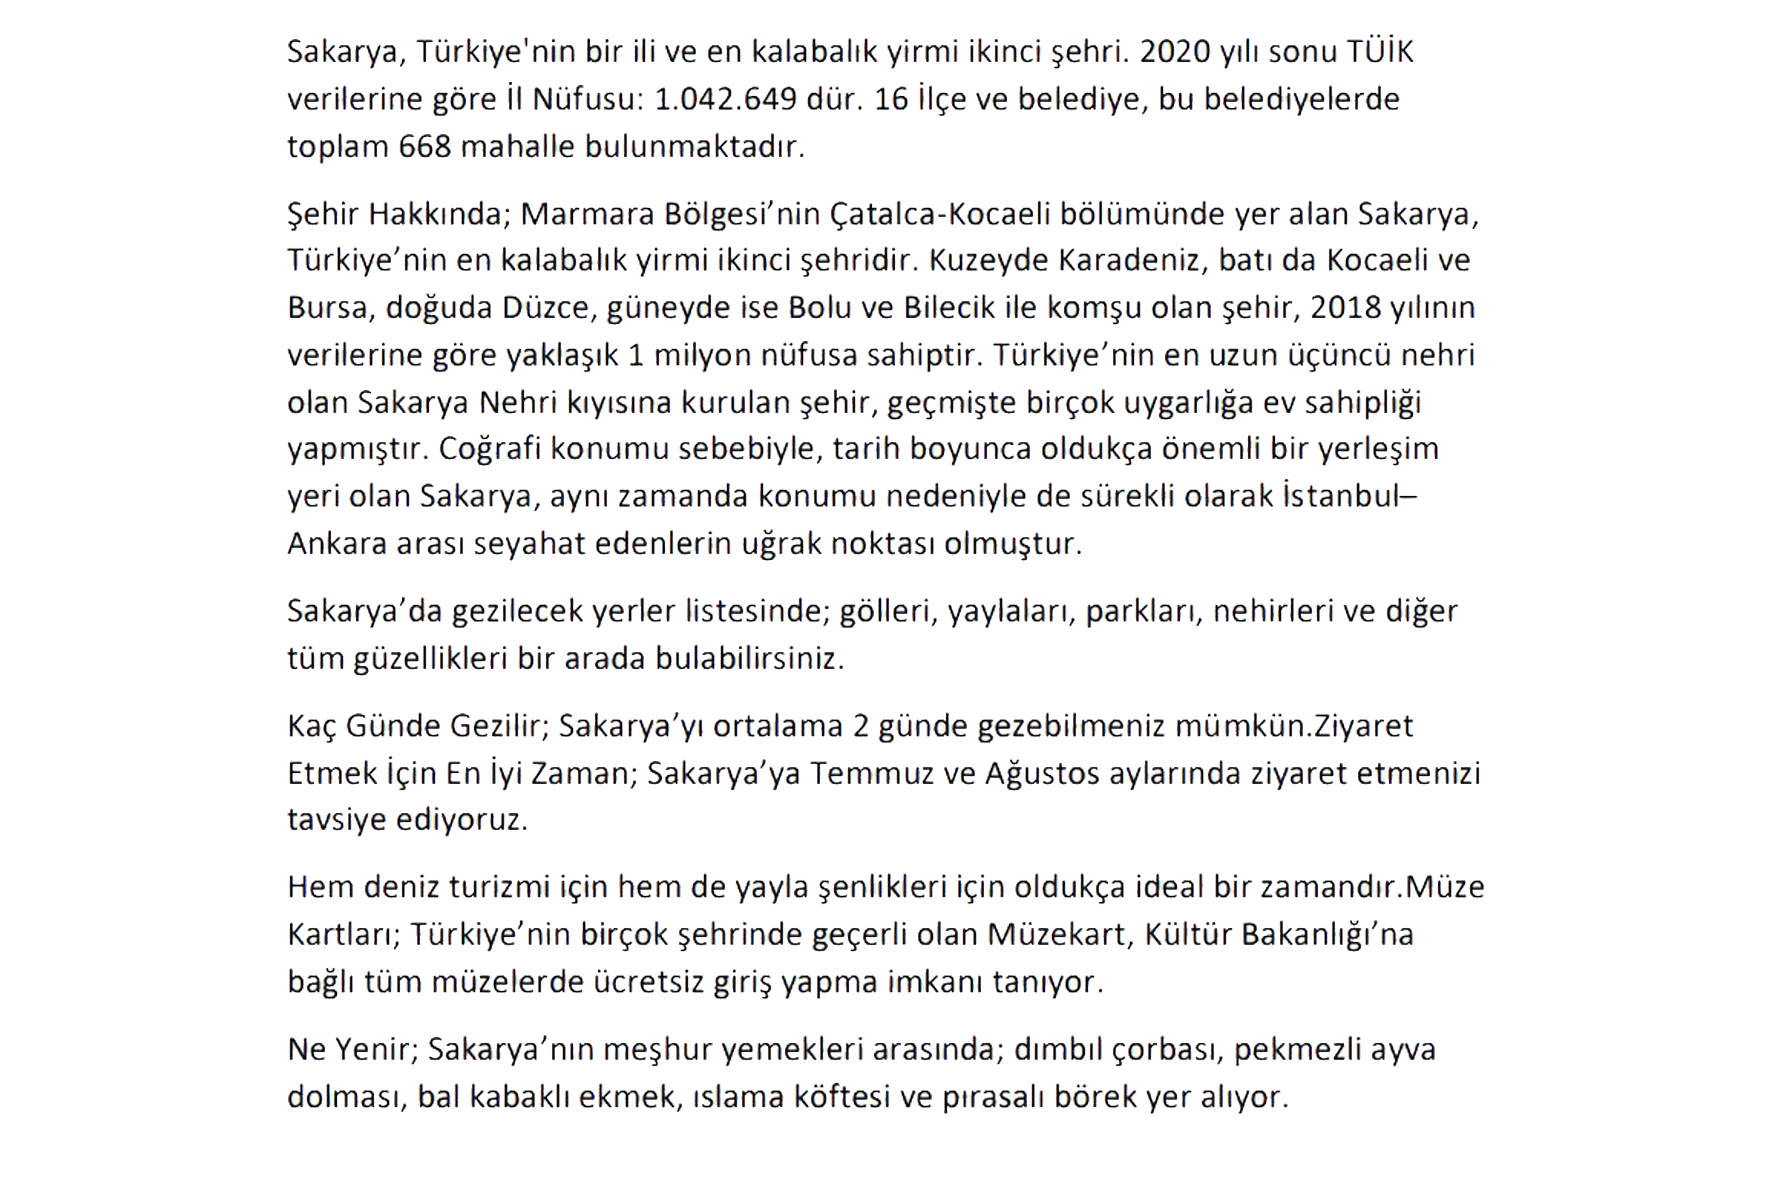 Sakarya, Türkiye'nin bir ili ve en kalabalık yirmi ikinci şehri. 2020 yılı sonu TÜİK
verilerine göre İl Nüfusu: 1.042.649 dür. 16 İlçe ve belediye, bu belediyelerde
toplam 668 mahalle bulunmaktadır.
Şehir Hakkında; Marmara Bölgesi’nin Çatalca-Kocaeli bölümünde yer alan Sakarya,
Türkiye’nin en kalabalık yirmi ikinci şehridir. Kuzeyde Karadeniz, batı da Kocaeli ve
Bursa, doğuda Düzce, güneyde ise Bolu ve Bilecik ile komşu olan şehir, 2018 yılının
verilerine göre yaklaşık 1 milyon nüfusa sahiptir. Türkiye’nin en uzun üçüncü nehri
olan Sakarya Nehri kıyısına kurulan şehir, geçmişte birçok uygarlığa ev sahipliği
yapmıştır. Coğrafi konumu sebebiyle, tarih boyunca oldukça önemli bir yerleşim
yeri olan Sakarya, aynı zamanda konumu nedeniyle de sürekli olarak İstanbul–
Ankara arası seyahat edenlerin uğrak noktası olmuştur.
Sakarya’da gezilecek yerler listesinde; gölleri, yaylaları, parkları, nehirleri ve diğer
tüm güzellikleri bir arada bulabilirsiniz.
Kaç Günde Gezilir; Sakarya’yı ortalama 2 günde gezebilmeniz mümkün.Ziyaret
Etmek İçin En İyi Zaman; Sakarya’ya Temmuz ve Ağustos aylarında ziyaret etmenizi
tavsiye ediyoruz.
Hem deniz turizmi için hem de yayla şenlikleri için oldukça ideal bir zamandır.Müze
Kartları; Türkiye’nin birçok şehrinde geçerli olan Müzekart, Kültür Bakanlığı’na
bağlı tüm müzelerde ücretsiz giriş yapma imkanı tanıyor.
Ne Yenir; Sakarya’nın meşhur yemekleri arasında; dımbıl çorbası, pekmezli ayva
dolması, bal kabaklı ekmek, ıslama köftesi ve pırasalı börek yer alıyor.